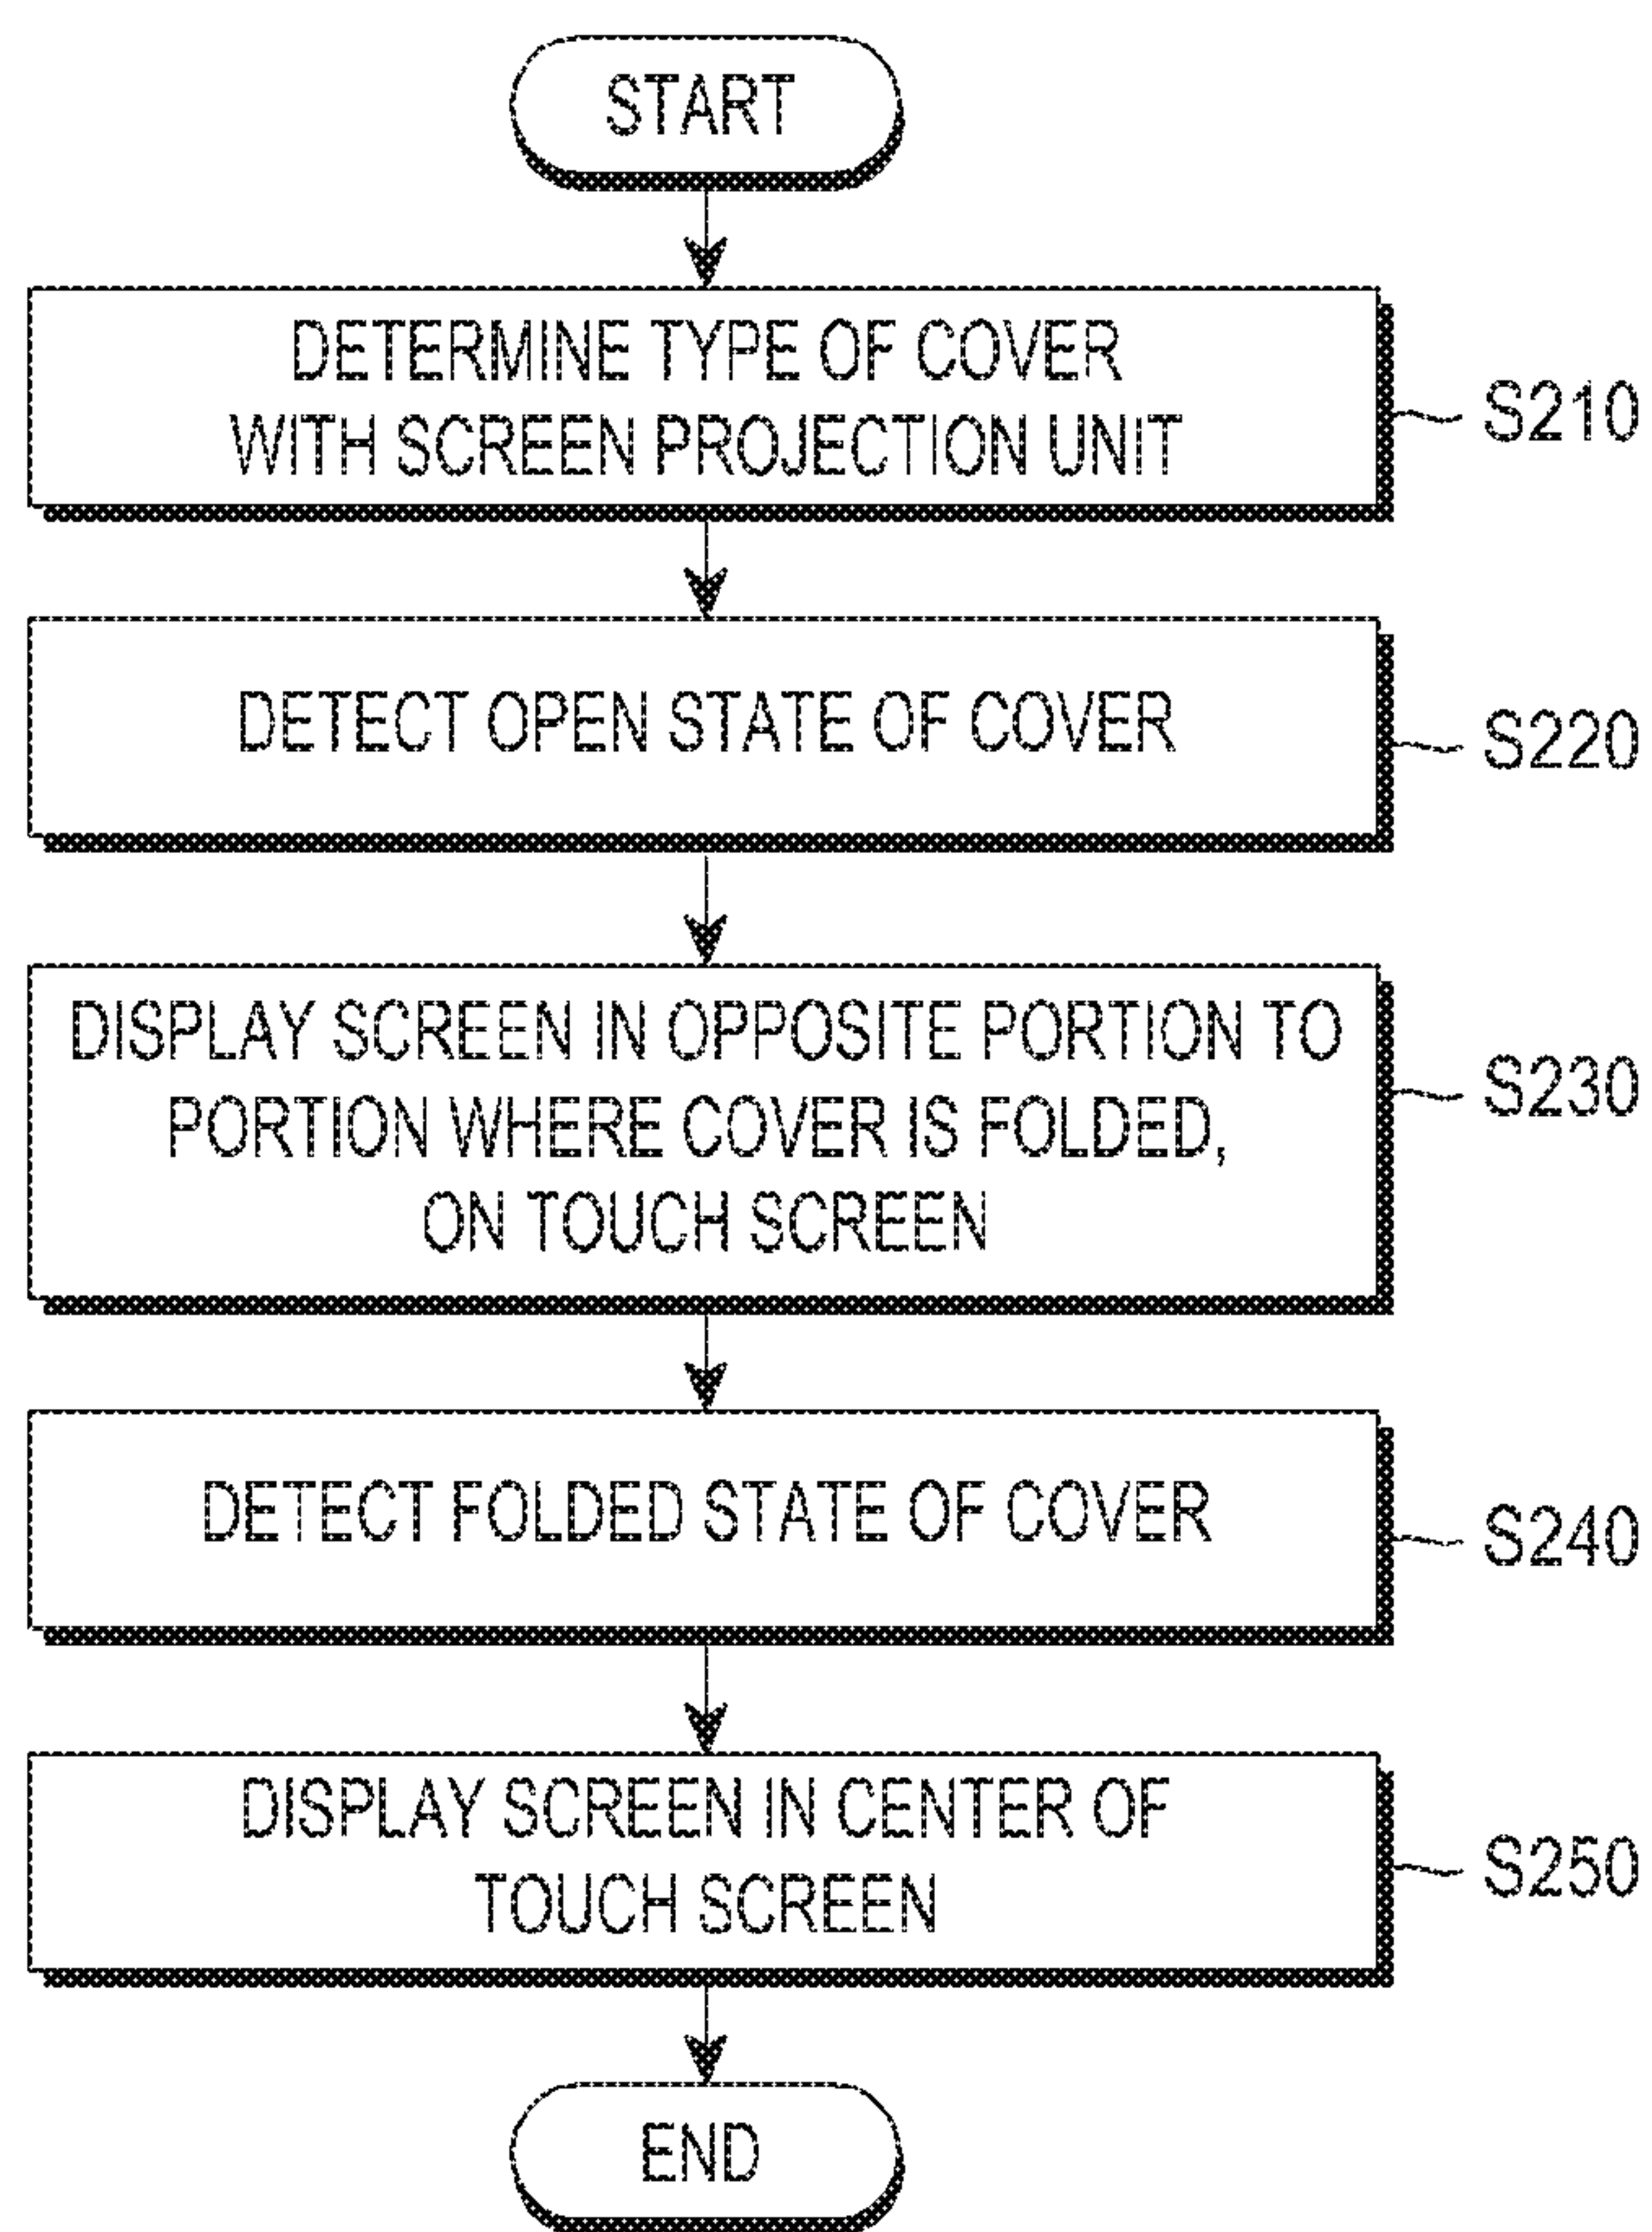 START
DETERMINE TYPE OF COVER
WITH SCREEN PROJECTION UNIT
S210
DETECT OPEN STATE OF COVER
S220
DISPLAY SCREEN IN OPPOSITE PORTION TO
PORTION WHERE COVER IS FOLDED,
ON TOUCH SCREEN
S230
DETECT FOLDED STATE OF COVER
S240
DISPLAY SCREEN IN CENTER OF
TOUCH SCREEN
S250
END